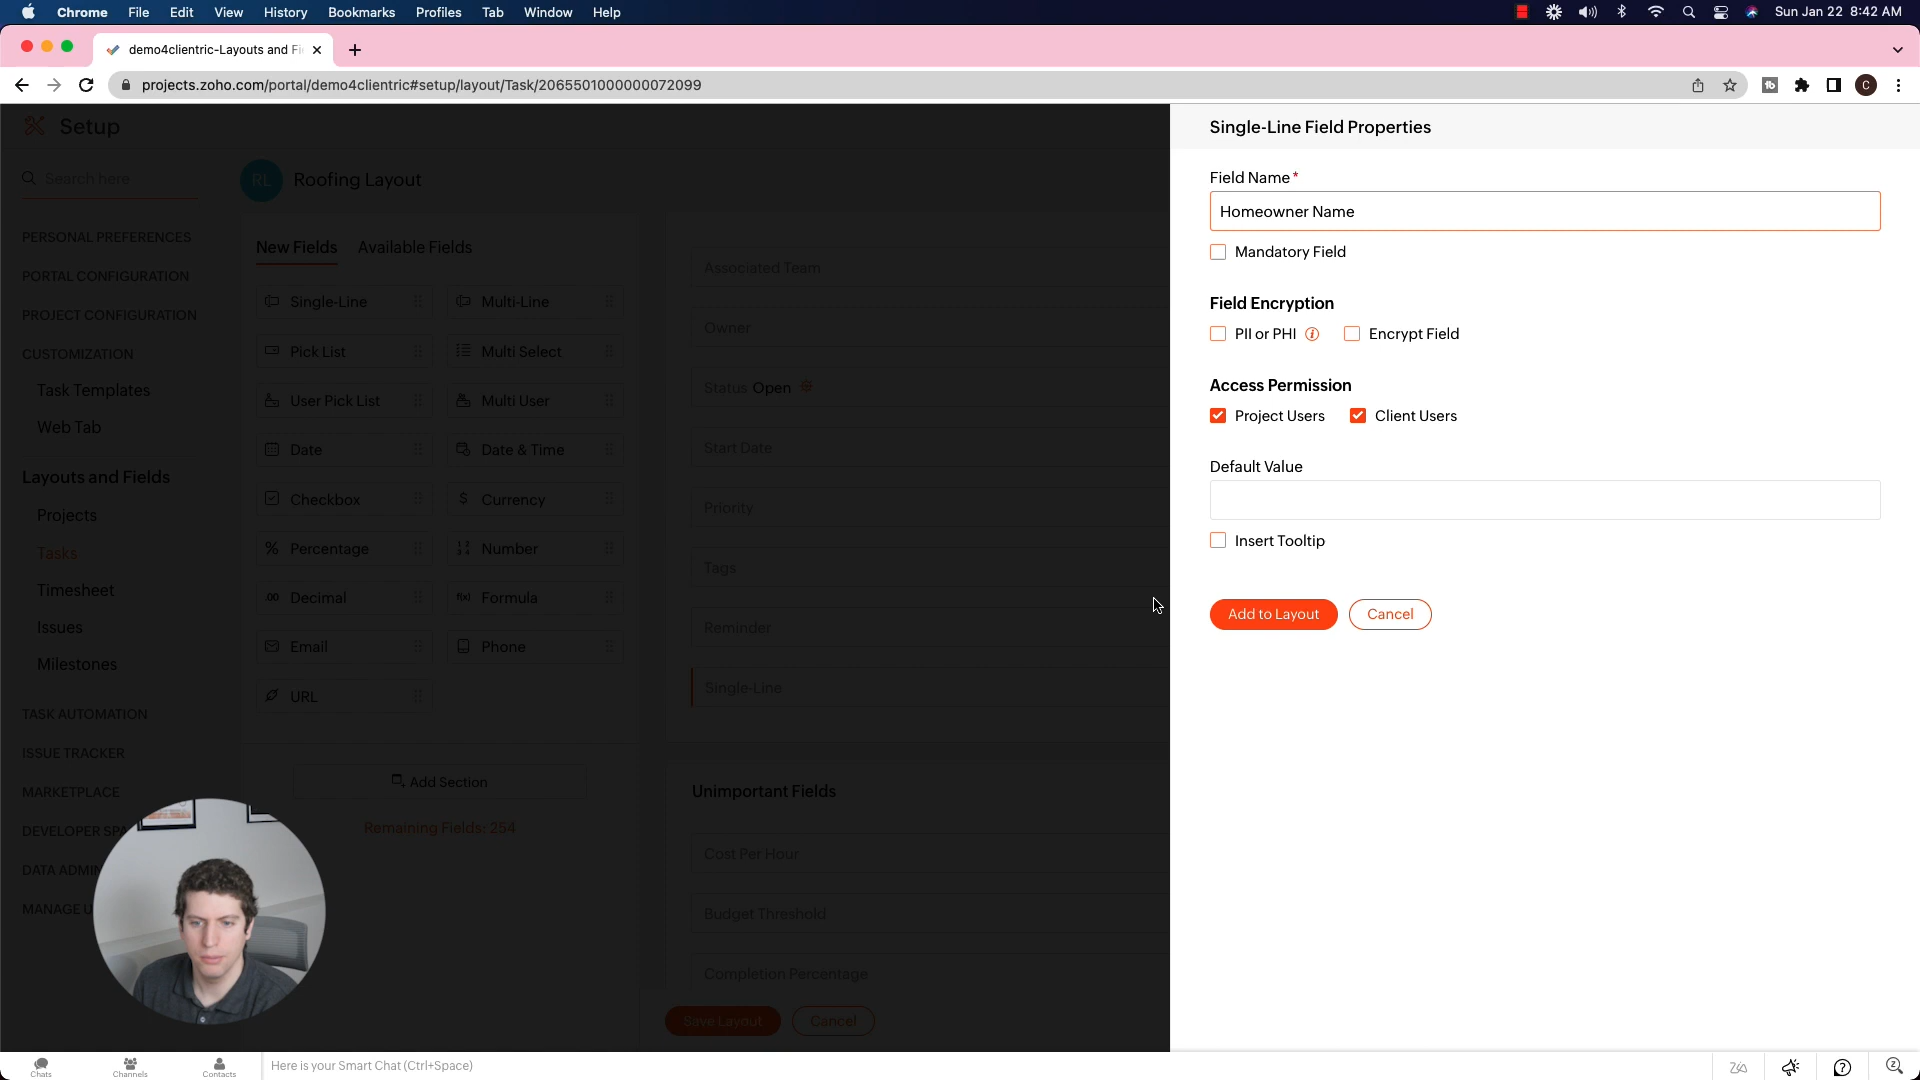 Chrome File Edit View History Bookmarks Profiles Tab Window Help
Sun Jan 22 8:42 AM
demo4clientric-Layouts and Fi
projects.zoho.com/portal/demo4clientric#setup/layout/Task/2065501000000072099
C
Setup
Search here
PERSONAL PREFERENCES
PORTAL CONFIGURATION
PROJECT CONFIGURATION
CUSTOMIZATION
Task Templates
Web Tab
Layouts and Fields
Projects
Tasks
Timesheet
Issues
Milestones
TASK AUTOMATION
ISSUE TRACKER
MARKETPLACE
DEVELOPER SPA
DATA ADMIN
MANAGE U
RL Roofing Layout
New Fields Available Fields
Single-Line Multi-Line
Pick List Multi Select
User Pick List Multi User
Date Date & Time
Checkbox $ Currency
% Percentage Number
.00 Decimal f(x) Formula
Email Phone
URL
Add Section
Remaining Fields: 254
Associated Team
Owner
Status Open
Start Date
Priority
Tags
Reminder
Single-Line
Unimportant Fields
Cost Per Hour
Budget Threshold
Completion Percentage
Save Layout Cancel
Single-Line Field Properties
Field Name*
Homeowner Name
Mandatory Field
Field Encryption
PII or PHI Encrypt Field
Access Permission
Project Users Client Users
Default Value
Insert Tooltip
Add to Layout Cancel
Chats Channels Contacts
Here is your Smart Chat (Ctrl+Space)